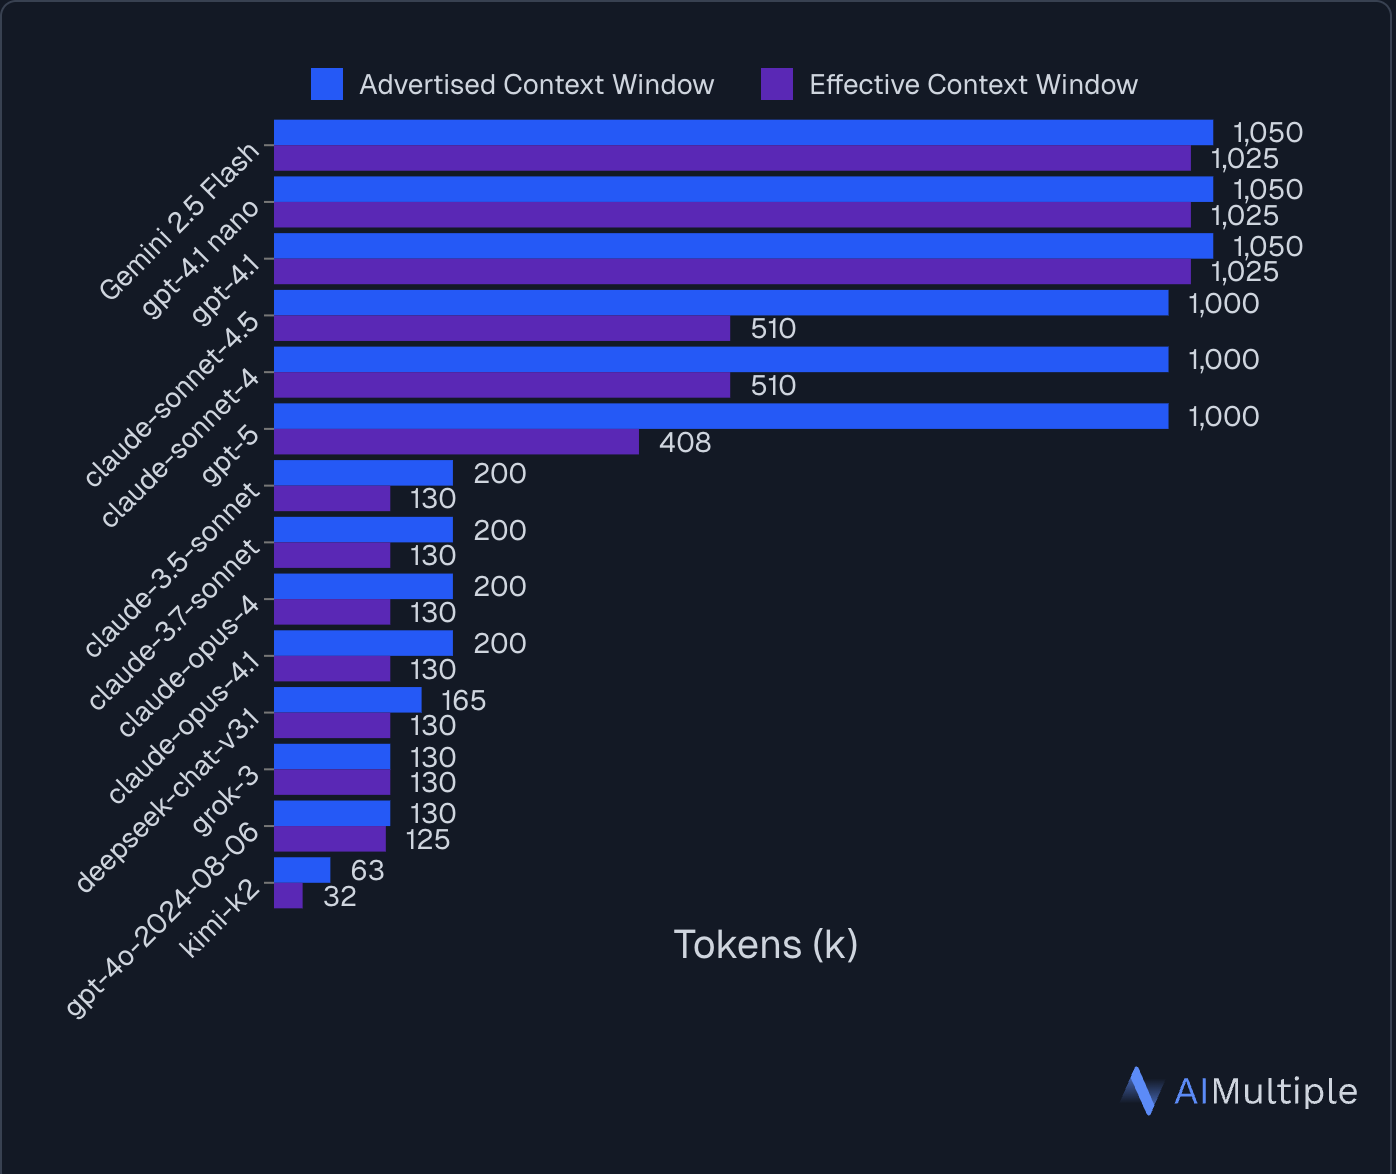 Advertised Context Window
Effective Context Window
Gemini 2.5 Flash
1,050
1,025
gpt-4.1 nano
1,050
1,025
gpt-4.1
1,050
1,025
claude-sonnet-4.5
1,000
510
claude-sonnet-4
1,000
510
gpt-5
1,000
408
claude-3.5-sonnet
200
130
claude-3.7-sonnet
200
130
claude-opus-4
200
130
claude-opus-4.1
200
130
deepseek-chat-v3.1
165
130
grok-3
130
130
gpt-4o-2024-08-06
130
125
kimi-k2
63
32
Tokens (k)
AIMultiple